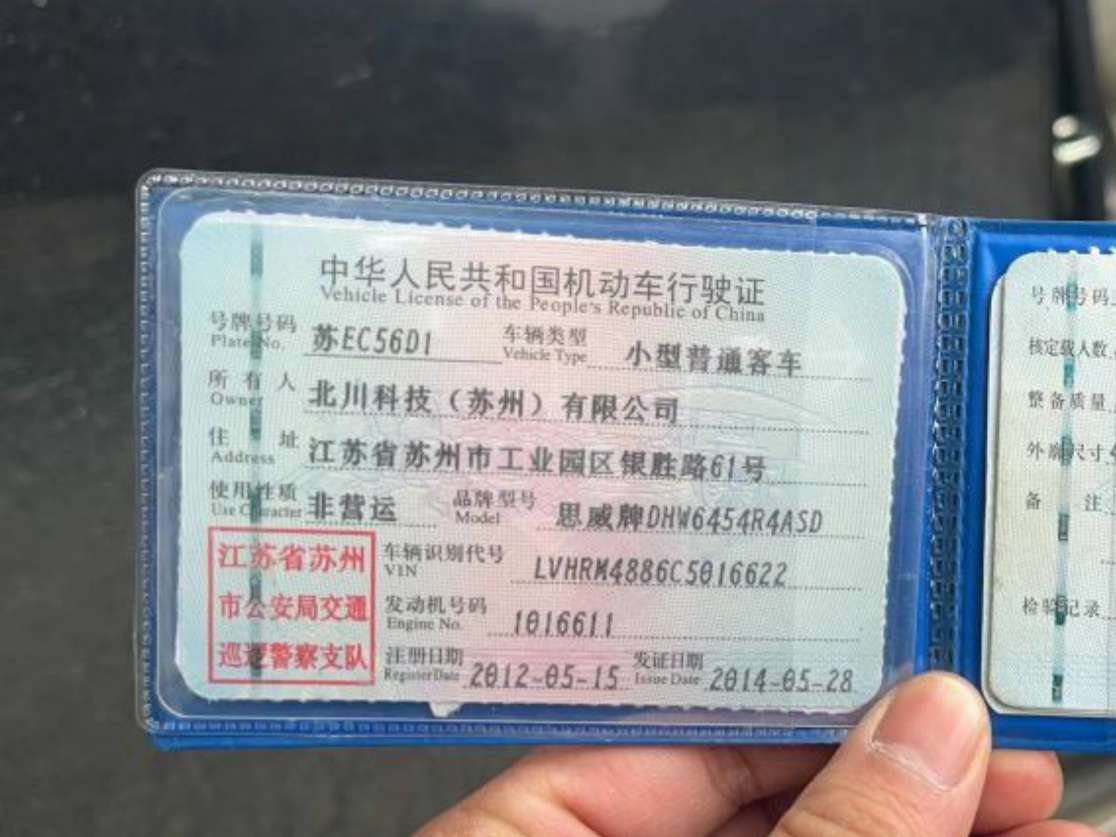 中华人民共和国机动车行驶证
Vehicle License of the People's Republic of China
号牌号码 苏EC56D1 车辆类型 小型普通客车
Plate No. Vehicle Type
所有人 北川科技（苏州）有限公司
Owner
住址 江苏省苏州市工业园区银胜路61号
Address
使用性质 非营运 品牌型号 思威牌DHW6454R4ASD
Use Character Model
江苏省苏州
市公安局交通
巡逻警察支队
车辆识别代号 LVHRM4886C5016622
VIN
发动机号码 1016611
Engine No.
注册日期 2012-05-15 发证日期 2014-05-28
Register Date Issue Date
号牌号码
核定载人数
整备质量
外廓尺寸
备注
检验记录